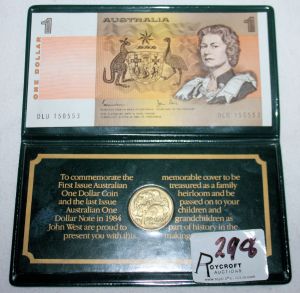 1
AUSTRALIA
1
ONE DOLLAR
DLU 150553
DLU 150553
To commemorate the
First Issue Australian
One Dollar Coin
and the last Issue
Australian One
Dollar Note in 1984
John West are proud to
present you with this
memorable cover to be
treasured as a family
heirloom and be
passed on to your
children and
grandchildren as
part of history in the
making
298
ROYCROFT
AUCTIONS